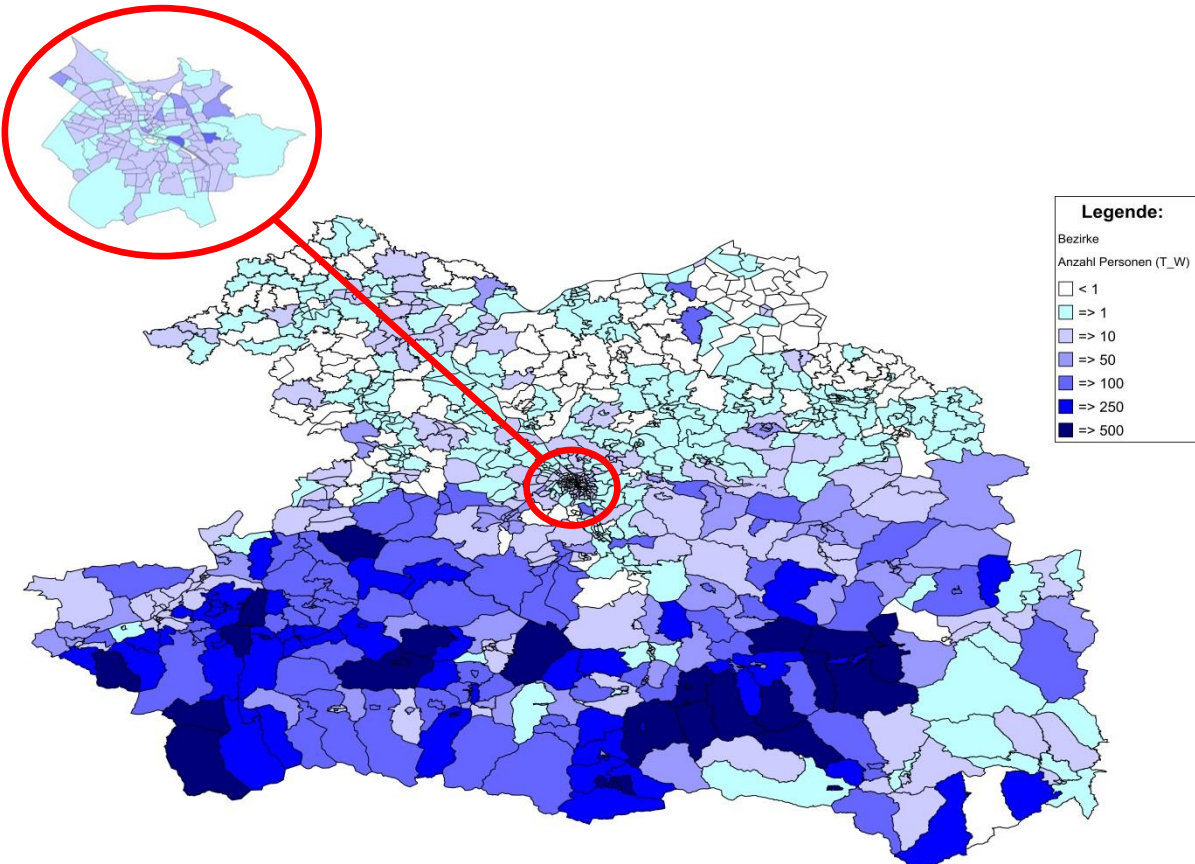 Legende:
Bezirke
Anzahl Personen (T_W)
< 1
=> 1
=> 10
=> 50
=> 100
=> 250
=> 500